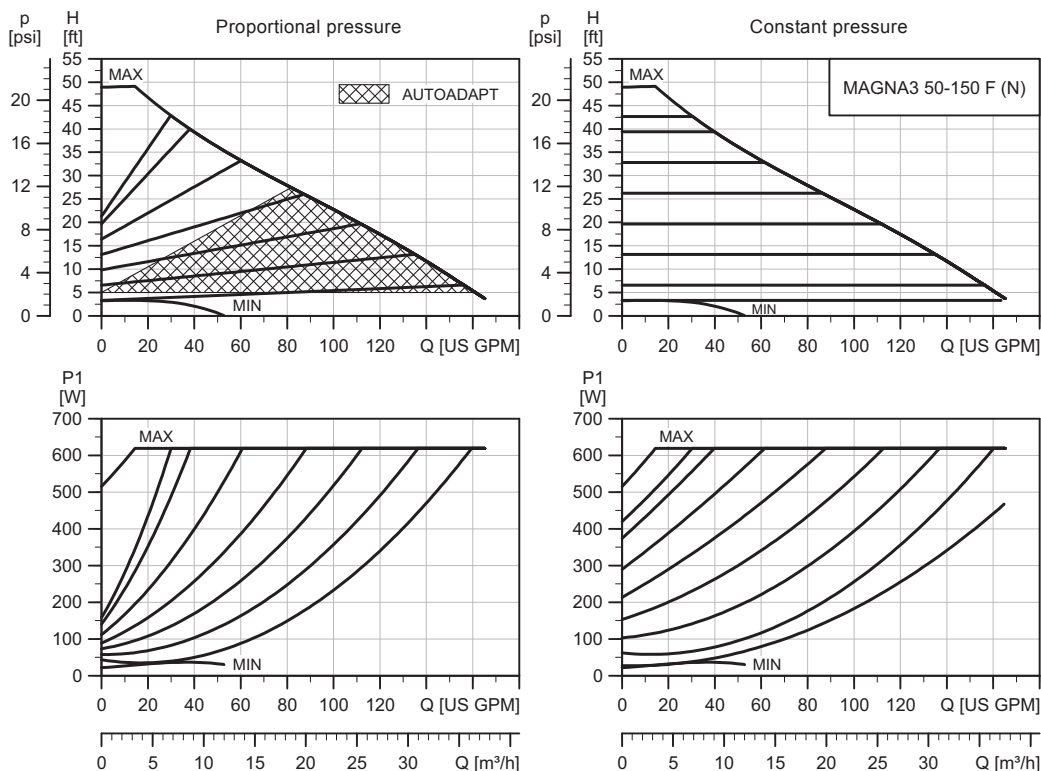 p
[psi]
H
[ft]
Proportional pressure
55
50
45
40
35
30
25
20
15
10
5
0
20
16
12
8
4
0
MAX
AUTOADAPT
MIN
0 20 40 60 80 100 120 Q [US GPM]
p
[psi]
H
[ft]
Constant pressure
55
50
45
40
35
30
25
20
15
10
5
0
20
16
12
8
4
0
MAX
MAGNA3 50-150 F (N)
MIN
0 20 40 60 80 100 120 Q [US GPM]
P1
[W]
700
600
500
400
300
200
100
0
MAX
MIN
0 20 40 60 80 100 120 Q [US GPM]
0 5 10 15 20 25 30 Q [m³/h]
P1
[W]
700
600
500
400
300
200
100
0
MAX
MIN
0 20 40 60 80 100 120 Q [US GPM]
0 5 10 15 20 25 30 Q [m³/h]